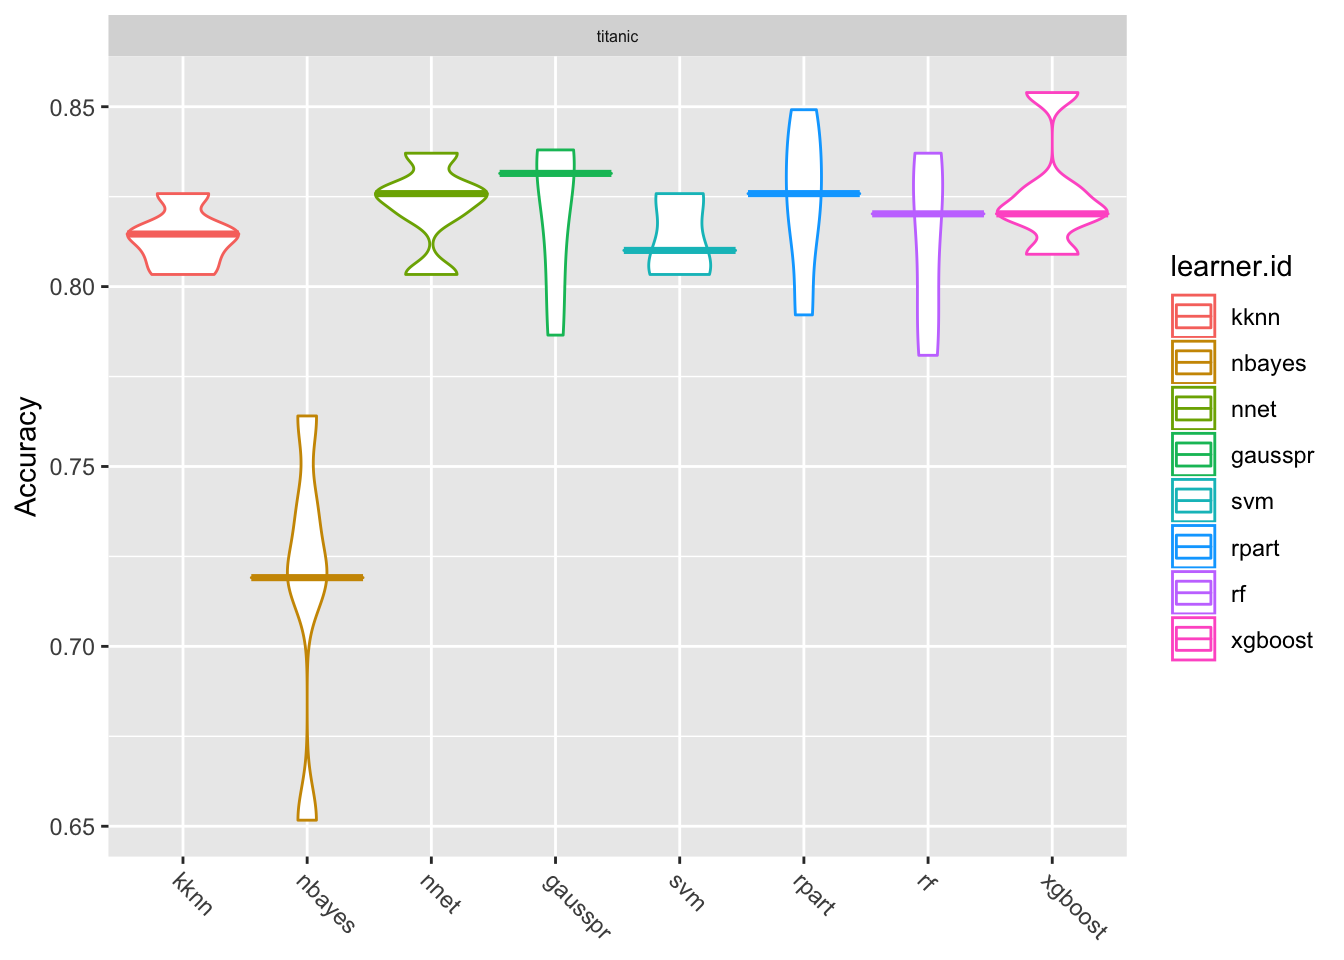 titanic
0.85
0.80
0.75
0.70
0.65
Accuracy
kknn
nbayes
nnet
gausspr
svm
rpart
rf
xgboost
learner.id
kknn
nbayes
nnet
gausspr
svm
rpart
rf
xgboost